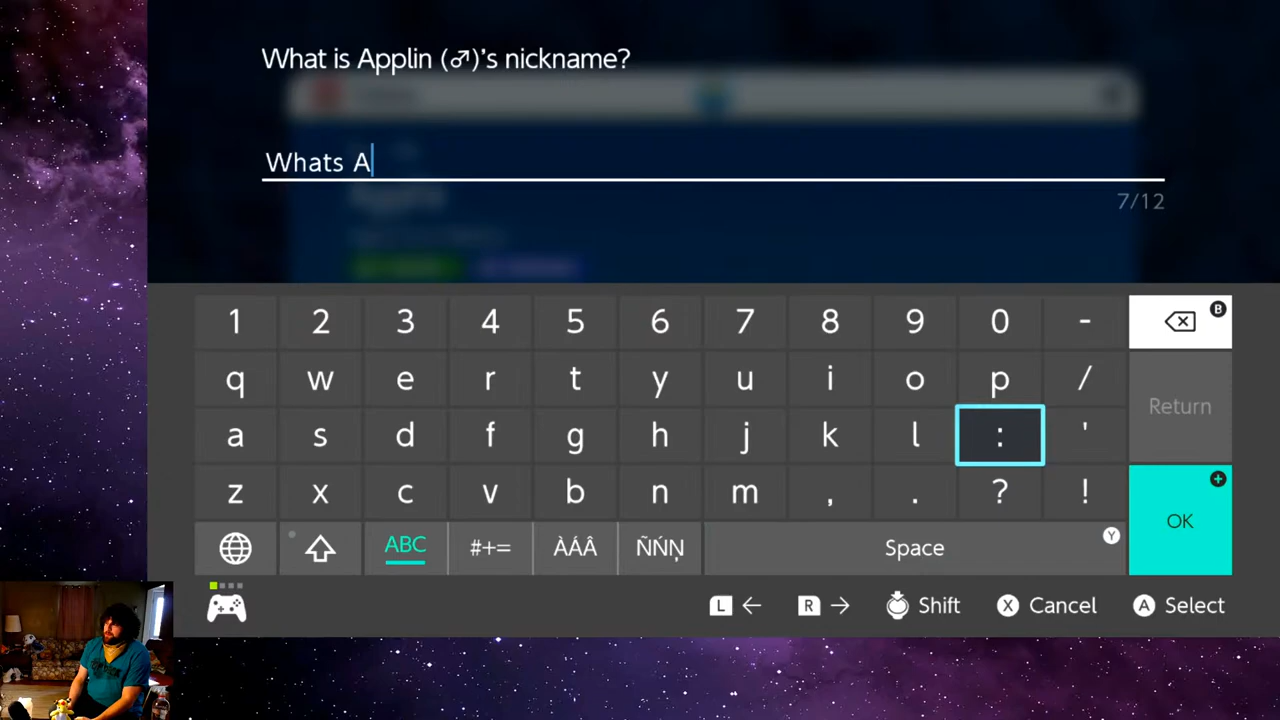 What is Applin (♂)'s nickname?
Whats A
7/12
1 2 3 4 5 6 7 8 9 0 -
B
q w e r t y u i o p /
Return
a s d f g h j k l : '
z x c v b n m , . ? !
+
OK
ABC #+= ÀÁÂ ÑŃŅ Space Y
L ← R → Shift X Cancel A Select